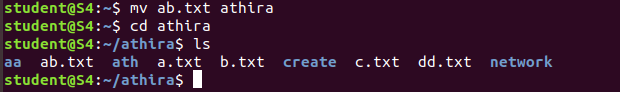 student@S4:~$ mv ab.txt athira
student@S4:~$ cd athira
student@S4:~/athira$ ls
aa  ab.txt  ath  a.txt  b.txt  create  c.txt  dd.txt  network
student@S4:~/athira$